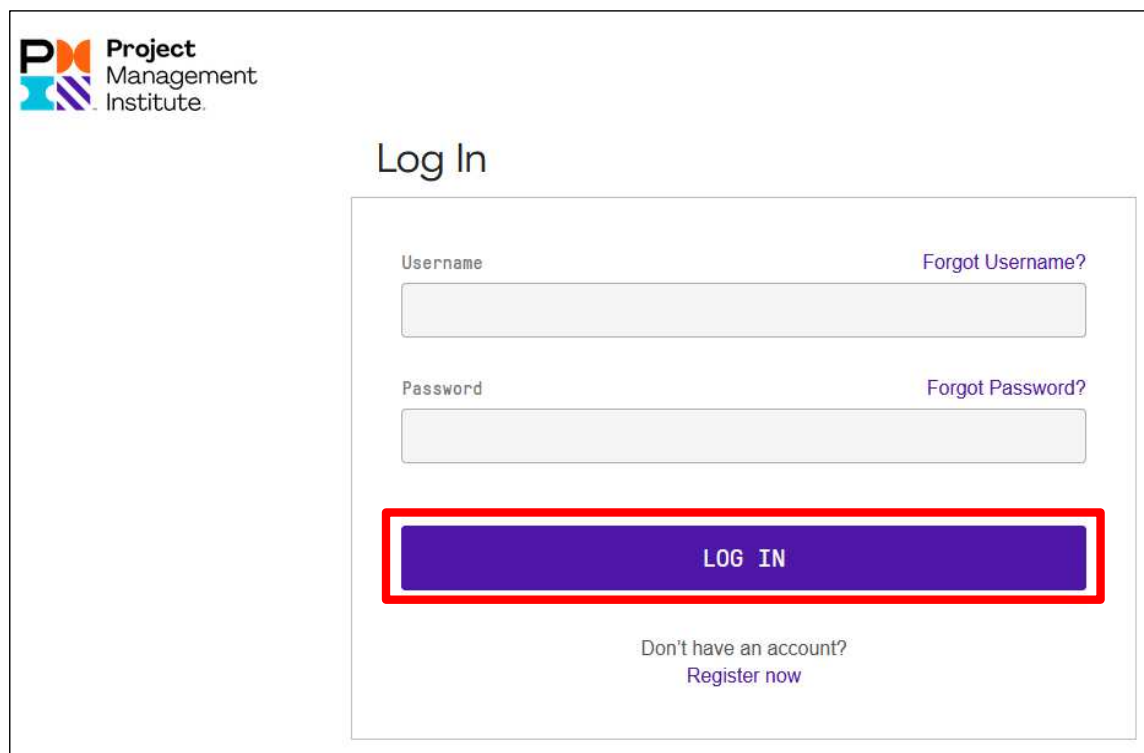 Project
Management
Institute.
Log In
Username
Forgot Username?
Password
Forgot Password?
LOG IN
Don't have an account?
Register now